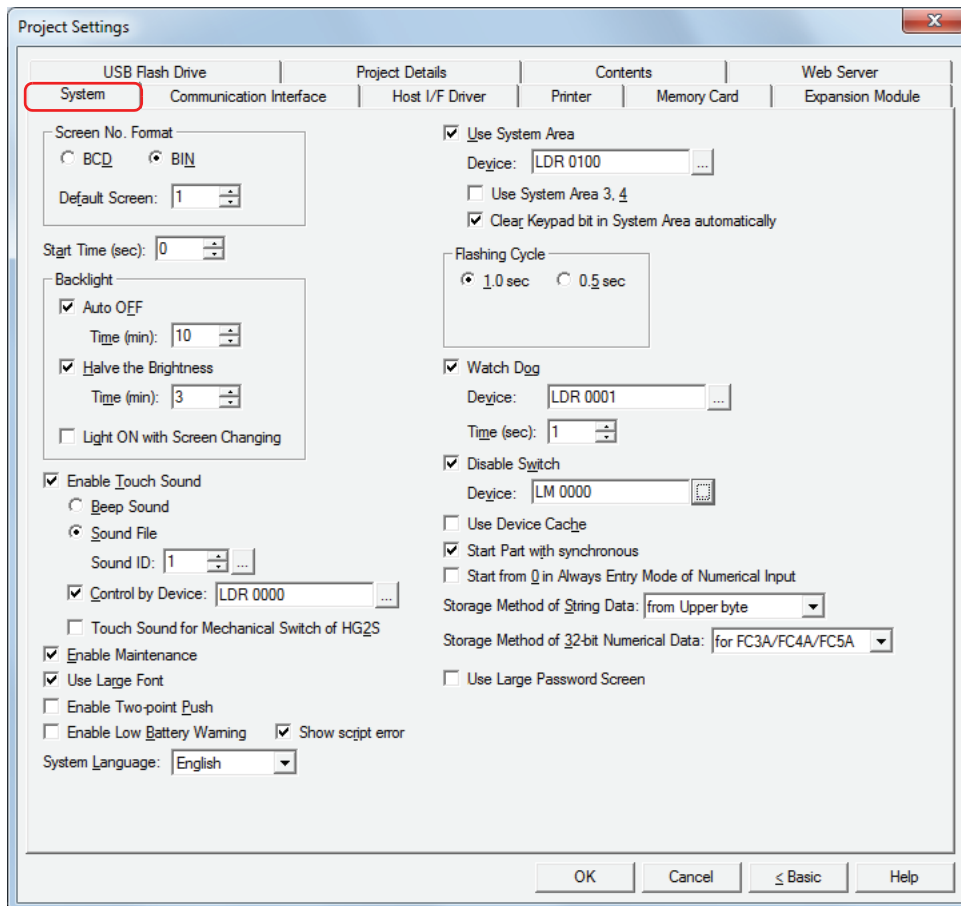 Project Settings
USB Flash Drive Project Details Contents Web Server
System Communication Interface Host I/F Driver Printer Memory Card Expansion Module
Screen No. Format
BCD BIN
Default Screen: 1
Start Time (sec): 0
Backlight
Auto OFF
Time (min): 10
Halve the Brightness
Time (min): 3
Light ON with Screen Changing
Enable Touch Sound
Beep Sound
Sound File
Sound ID: 1 ...
Control by Device: LDR 0000 ...
Touch Sound for Mechanical Switch of HG2S
Enable Maintenance
Use Large Font
Enable Two-point Push
Enable Low Battery Warning Show script error
System Language: English
Use System Area
Device: LDR 0100 ...
Use System Area 3, 4
Clear Keypad bit in System Area automatically
Flashing Cycle
1.0 sec 0.5 sec
Watch Dog
Device: LDR 0001 ...
Time (sec): 1
Disable Switch
Device: LM 0000 ...
Use Device Cache
Start Part with synchronous
Start from 0 in Always Entry Mode of Numerical Input
Storage Method of String Data: from Upper byte
Storage Method of 32-bit Numerical Data: for FC3A/FC4A/FC5A
Use Large Password Screen
OK Cancel < Basic Help